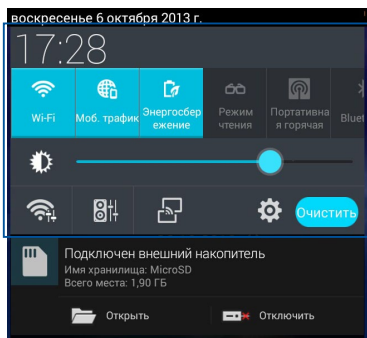 воскресенье 6 октября 2013 г.
17:28
Wi-Fi
Моб. трафик
Энергосбер
ежение
Режим
чтения
Портативна
я горячая
Bluet
Очистить
Подключен внешний накопитель
Имя хранилища: MicroSD
Всего места: 1,90 ГБ
Открыть
Отключить